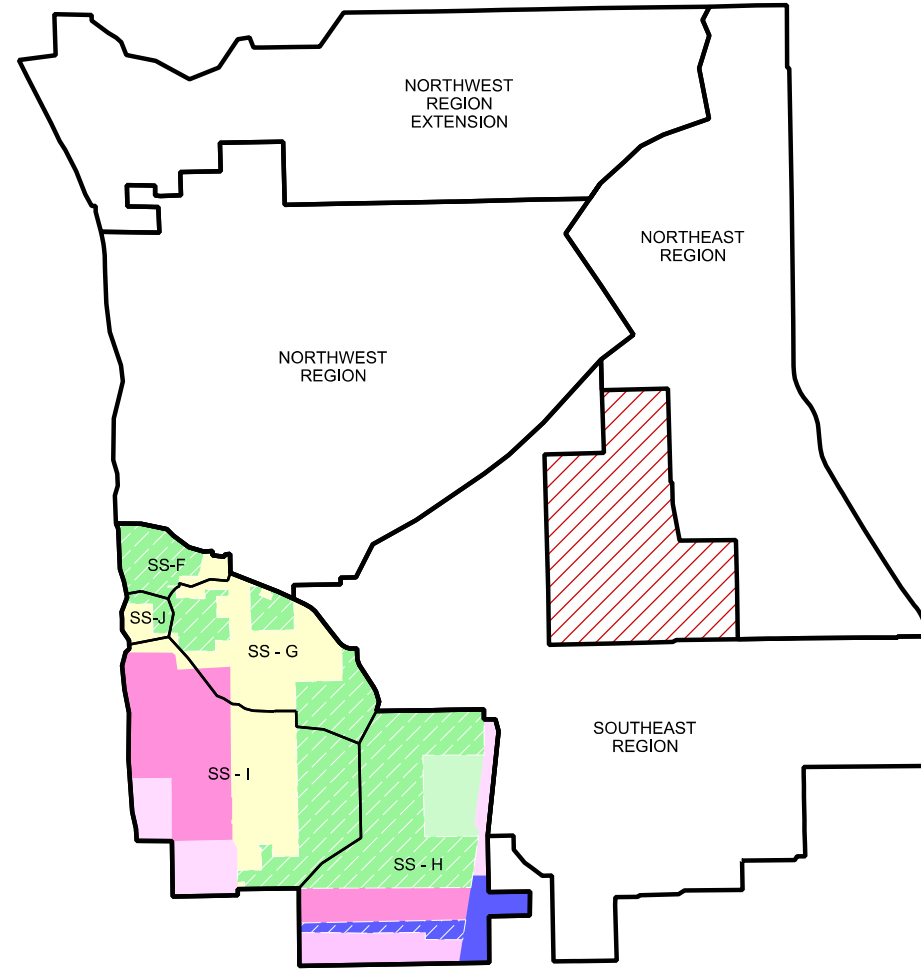 NORTHWEST
REGION
EXTENSION
NORTHEAST
REGION
NORTHWEST
REGION
SS-F
SS-J
SS - G
SOUTHEAST
REGION
SS - I
SS - H